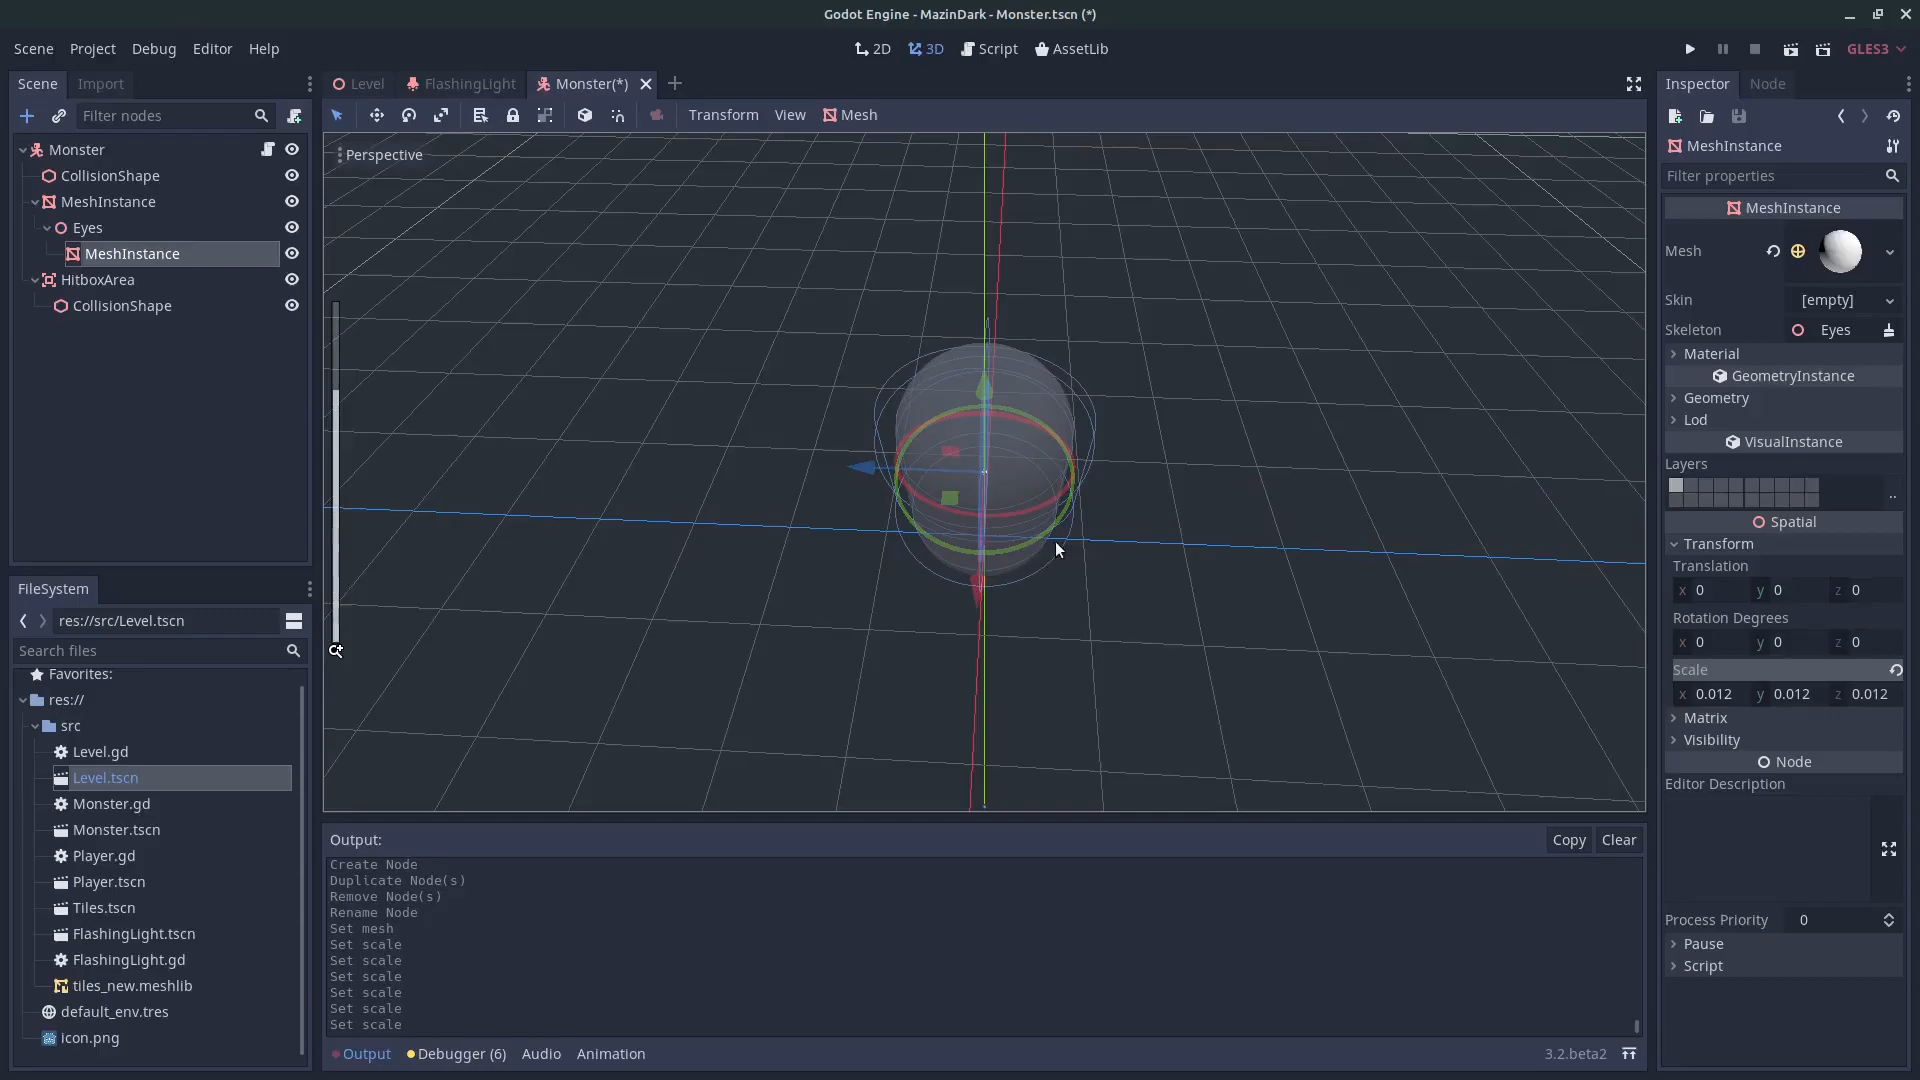 Godot Engine - MazinDark - Monster.tscn (*)
Scene Project Debug Editor Help
2D 3D Script AssetLib
GLES3
Scene Import
Filter nodes
Monster
CollisionShape
MeshInstance
Eyes
MeshInstance
HitboxArea
CollisionShape
FileSystem
res://src/Level.tscn
Search files
Favorites:
res://
src
Level.gd
Level.tscn
Monster.gd
Monster.tscn
Player.gd
Player.tscn
Tiles.tscn
FlashingLight.tscn
FlashingLight.gd
tiles_new.meshlib
default_env.tres
icon.png
Level FlashingLight Monster(*)
Transform View Mesh
Perspective
Output:
Copy Clear
Create Node
Duplicate Node(s)
Remove Node(s)
Rename Node
Set mesh
Set scale
Set scale
Set scale
Set scale
Set scale
Set scale
Output Debugger (6) Audio Animation
3.2.beta2
Inspector Node
MeshInstance
Filter properties
MeshInstance
Mesh
Skin [empty]
Skeleton Eyes
Material
GeometryInstance
Geometry
Lod
VisualInstance
Layers
..
Spatial
Transform
Translation
x 0 y 0 z 0
Rotation Degrees
x 0 y 0 z 0
Scale
x 0.012 y 0.012 z 0.012
Matrix
Visibility
Node
Editor Description
Process Priority 0
Pause
Script